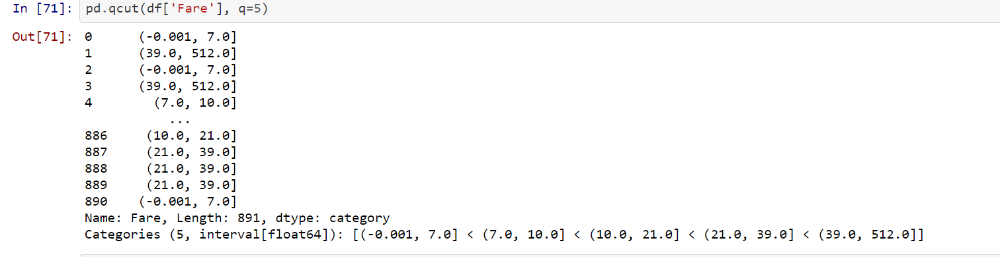 In [71]: pd.qcut(df['Fare'], q=5)
Out[71]: 0      (-0.001, 7.0]
1      (39.0, 512.0]
2      (-0.001, 7.0]
3      (39.0, 512.0]
4        (7.0, 10.0]
...
886     (10.0, 21.0]
887     (21.0, 39.0]
888     (21.0, 39.0]
889     (21.0, 39.0]
890    (-0.001, 7.0]
Name: Fare, Length: 891, dtype: category
Categories (5, interval[float64]): [(-0.001, 7.0] < (7.0, 10.0] < (10.0, 21.0] < (21.0, 39.0] < (39.0, 512.0]]